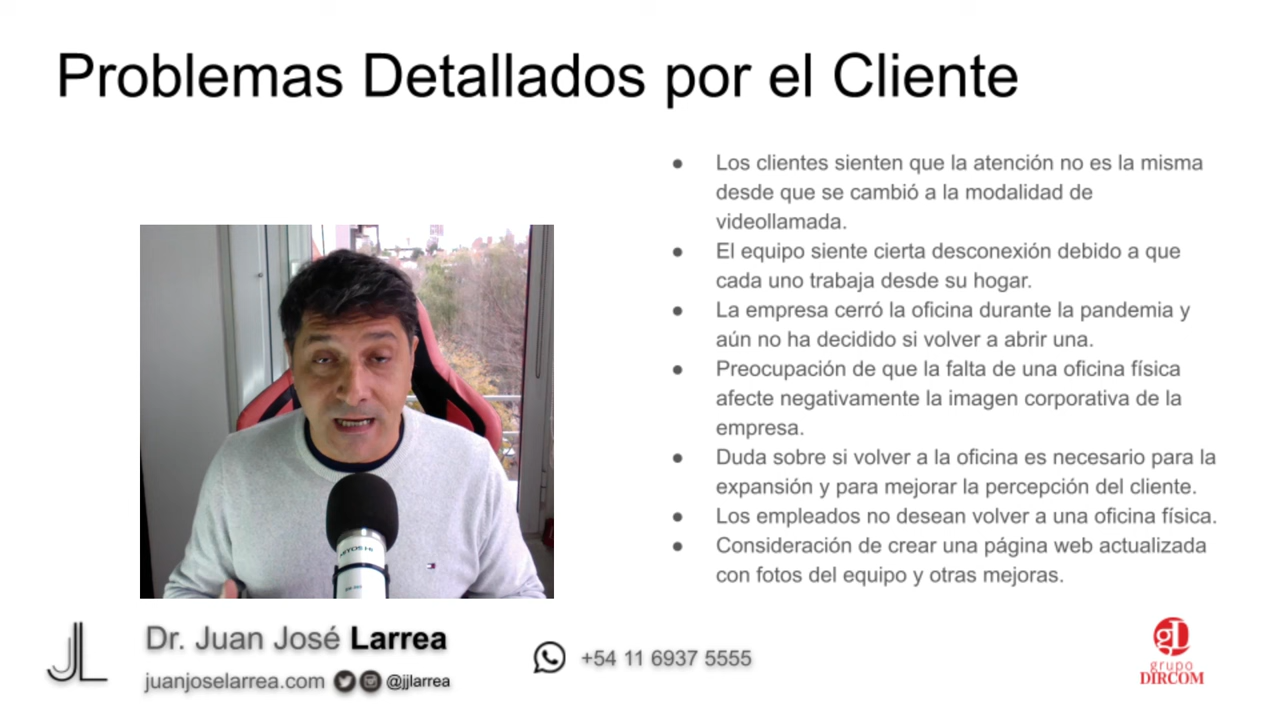 Problemas Detallados por el Cliente
● Los clientes sienten que la atención no es la misma
desde que se cambió a la modalidad de
videollamada.
● El equipo siente cierta desconexión debido a que
cada uno trabaja desde su hogar.
● La empresa cerró la oficina durante la pandemia y
aún no ha decidido si volver a abrir una.
● Preocupación de que la falta de una oficina física
afecte negativamente la imagen corporativa de la
empresa.
● Duda sobre si volver a la oficina es necesario para la
expansión y para mejorar la percepción del cliente.
● Los empleados no desean volver a una oficina física.
● Consideración de crear una página web actualizada
con fotos del equipo y otras mejoras.
JL
Dr. Juan José Larrea
juanjoselarrea.com @jjlarrea
+54 11 6937 5555
gD
grupo
DIRCOM